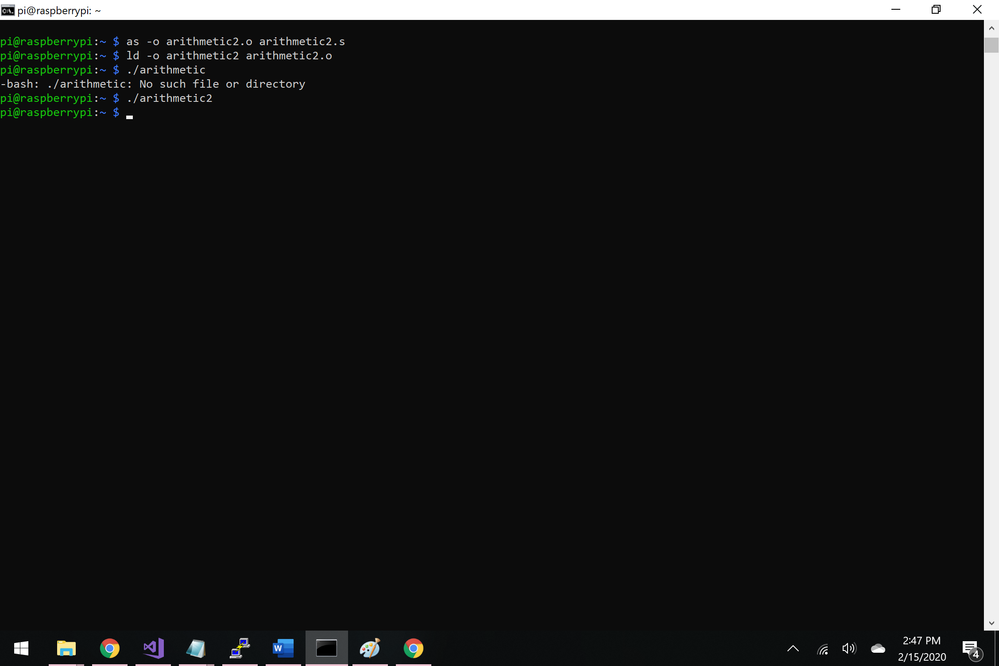 pi@raspberrypi: ~
pi@raspberrypi:~ $ as -o arithmetic2.o arithmetic2.s
pi@raspberrypi:~ $ ld -o arithmetic2 arithmetic2.o
pi@raspberrypi:~ $ ./arithmetic
-bash: ./arithmetic: No such file or directory
pi@raspberrypi:~ $ ./arithmetic2
pi@raspberrypi:~ $
2:47 PM
2/15/2020
4